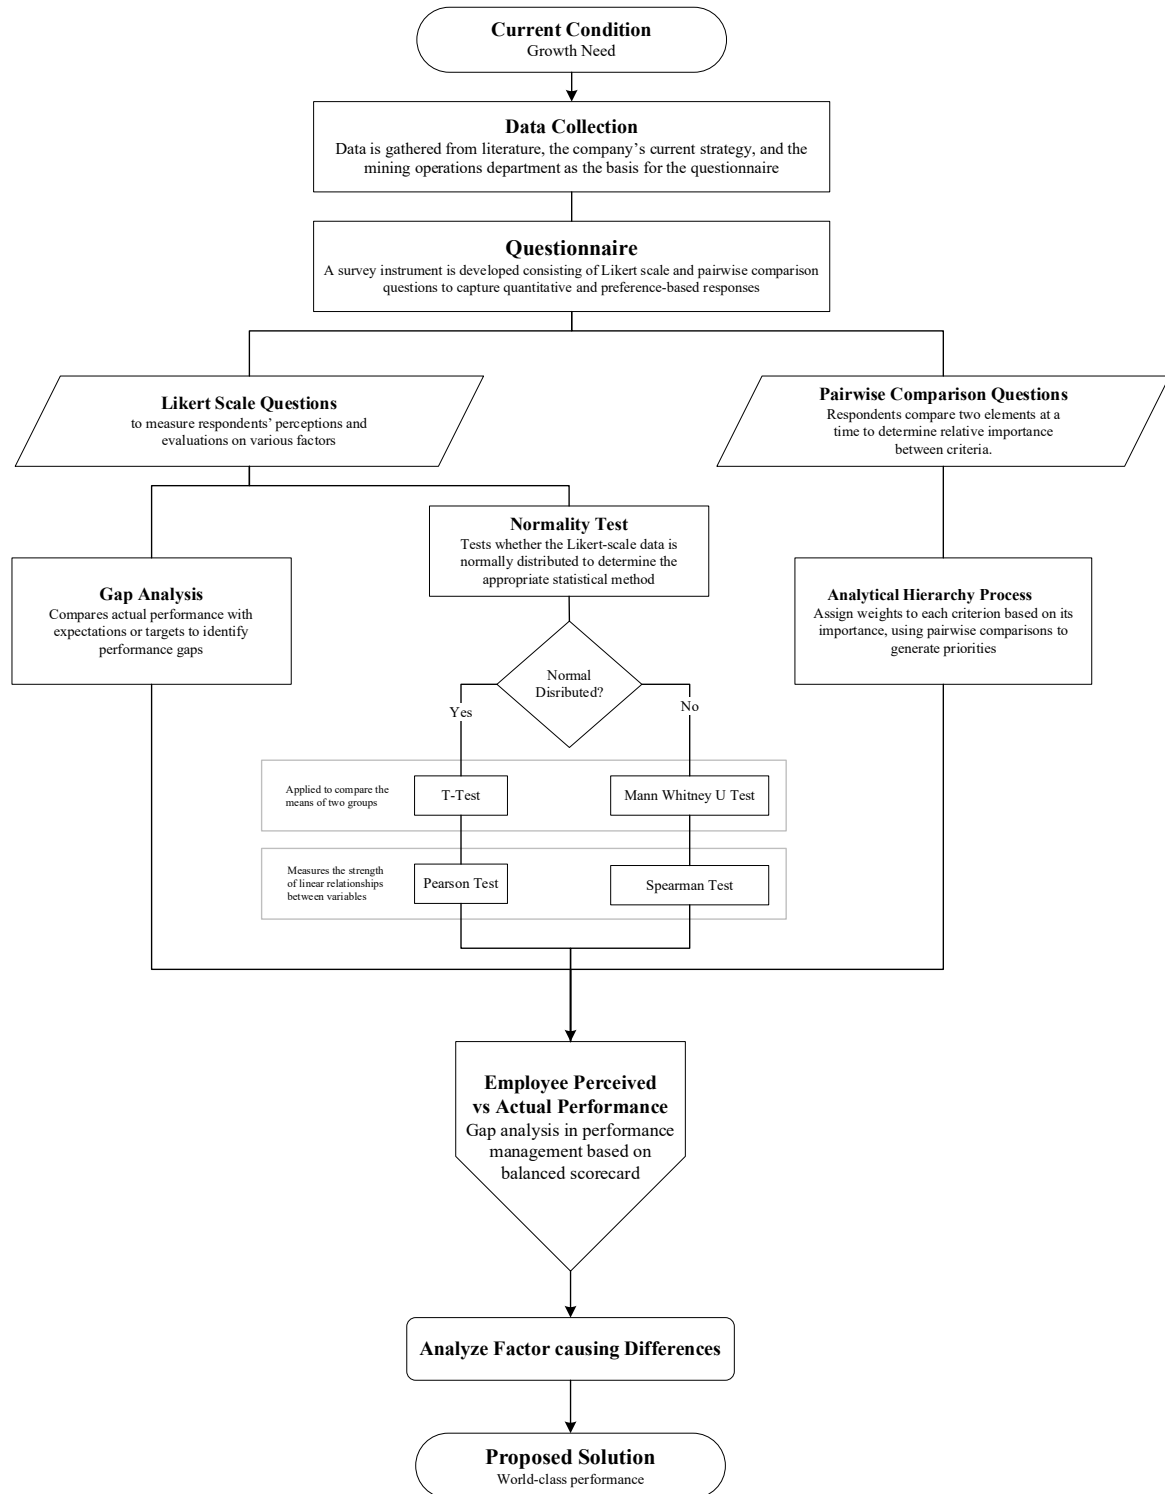 Current Condition
Growth Need
Data Collection
Data is gathered from literature, the company's current strategy, and the
mining operations department as the basis for the questionnaire
Questionnaire
A survey instrument is developed consisting of Likert scale and pairwise comparison
questions to capture quantitative and preference-based responses
Likert Scale Questions
to measure respondents' perceptions and
evaluations on various factors
Pairwise Comparison Questions
Respondents compare two elements at a
time to determine relative importance
between criteria.
Normality Test
Tests whether the Likert-scale data is
normally distributed to determine the
appropriate statistical method
Gap Analysis
Compares actual performance with
expectations or targets to identify
performance gaps
Analytical Hierarchy Process
Assign weights to each criterion based on its
importance, using pairwise comparisons to
generate priorities
Normal
Disributed?
Yes
No
Applied to compare the
means of two groups
T-Test
Mann Whitney U Test
Measures the strength
of linear relationships
between variables
Pearson Test
Spearman Test
Employee Perceived
vs Actual Performance
Gap analysis in performance
management based on
balanced scorecard
Analyze Factor causing Differences
Proposed Solution
World-class performance